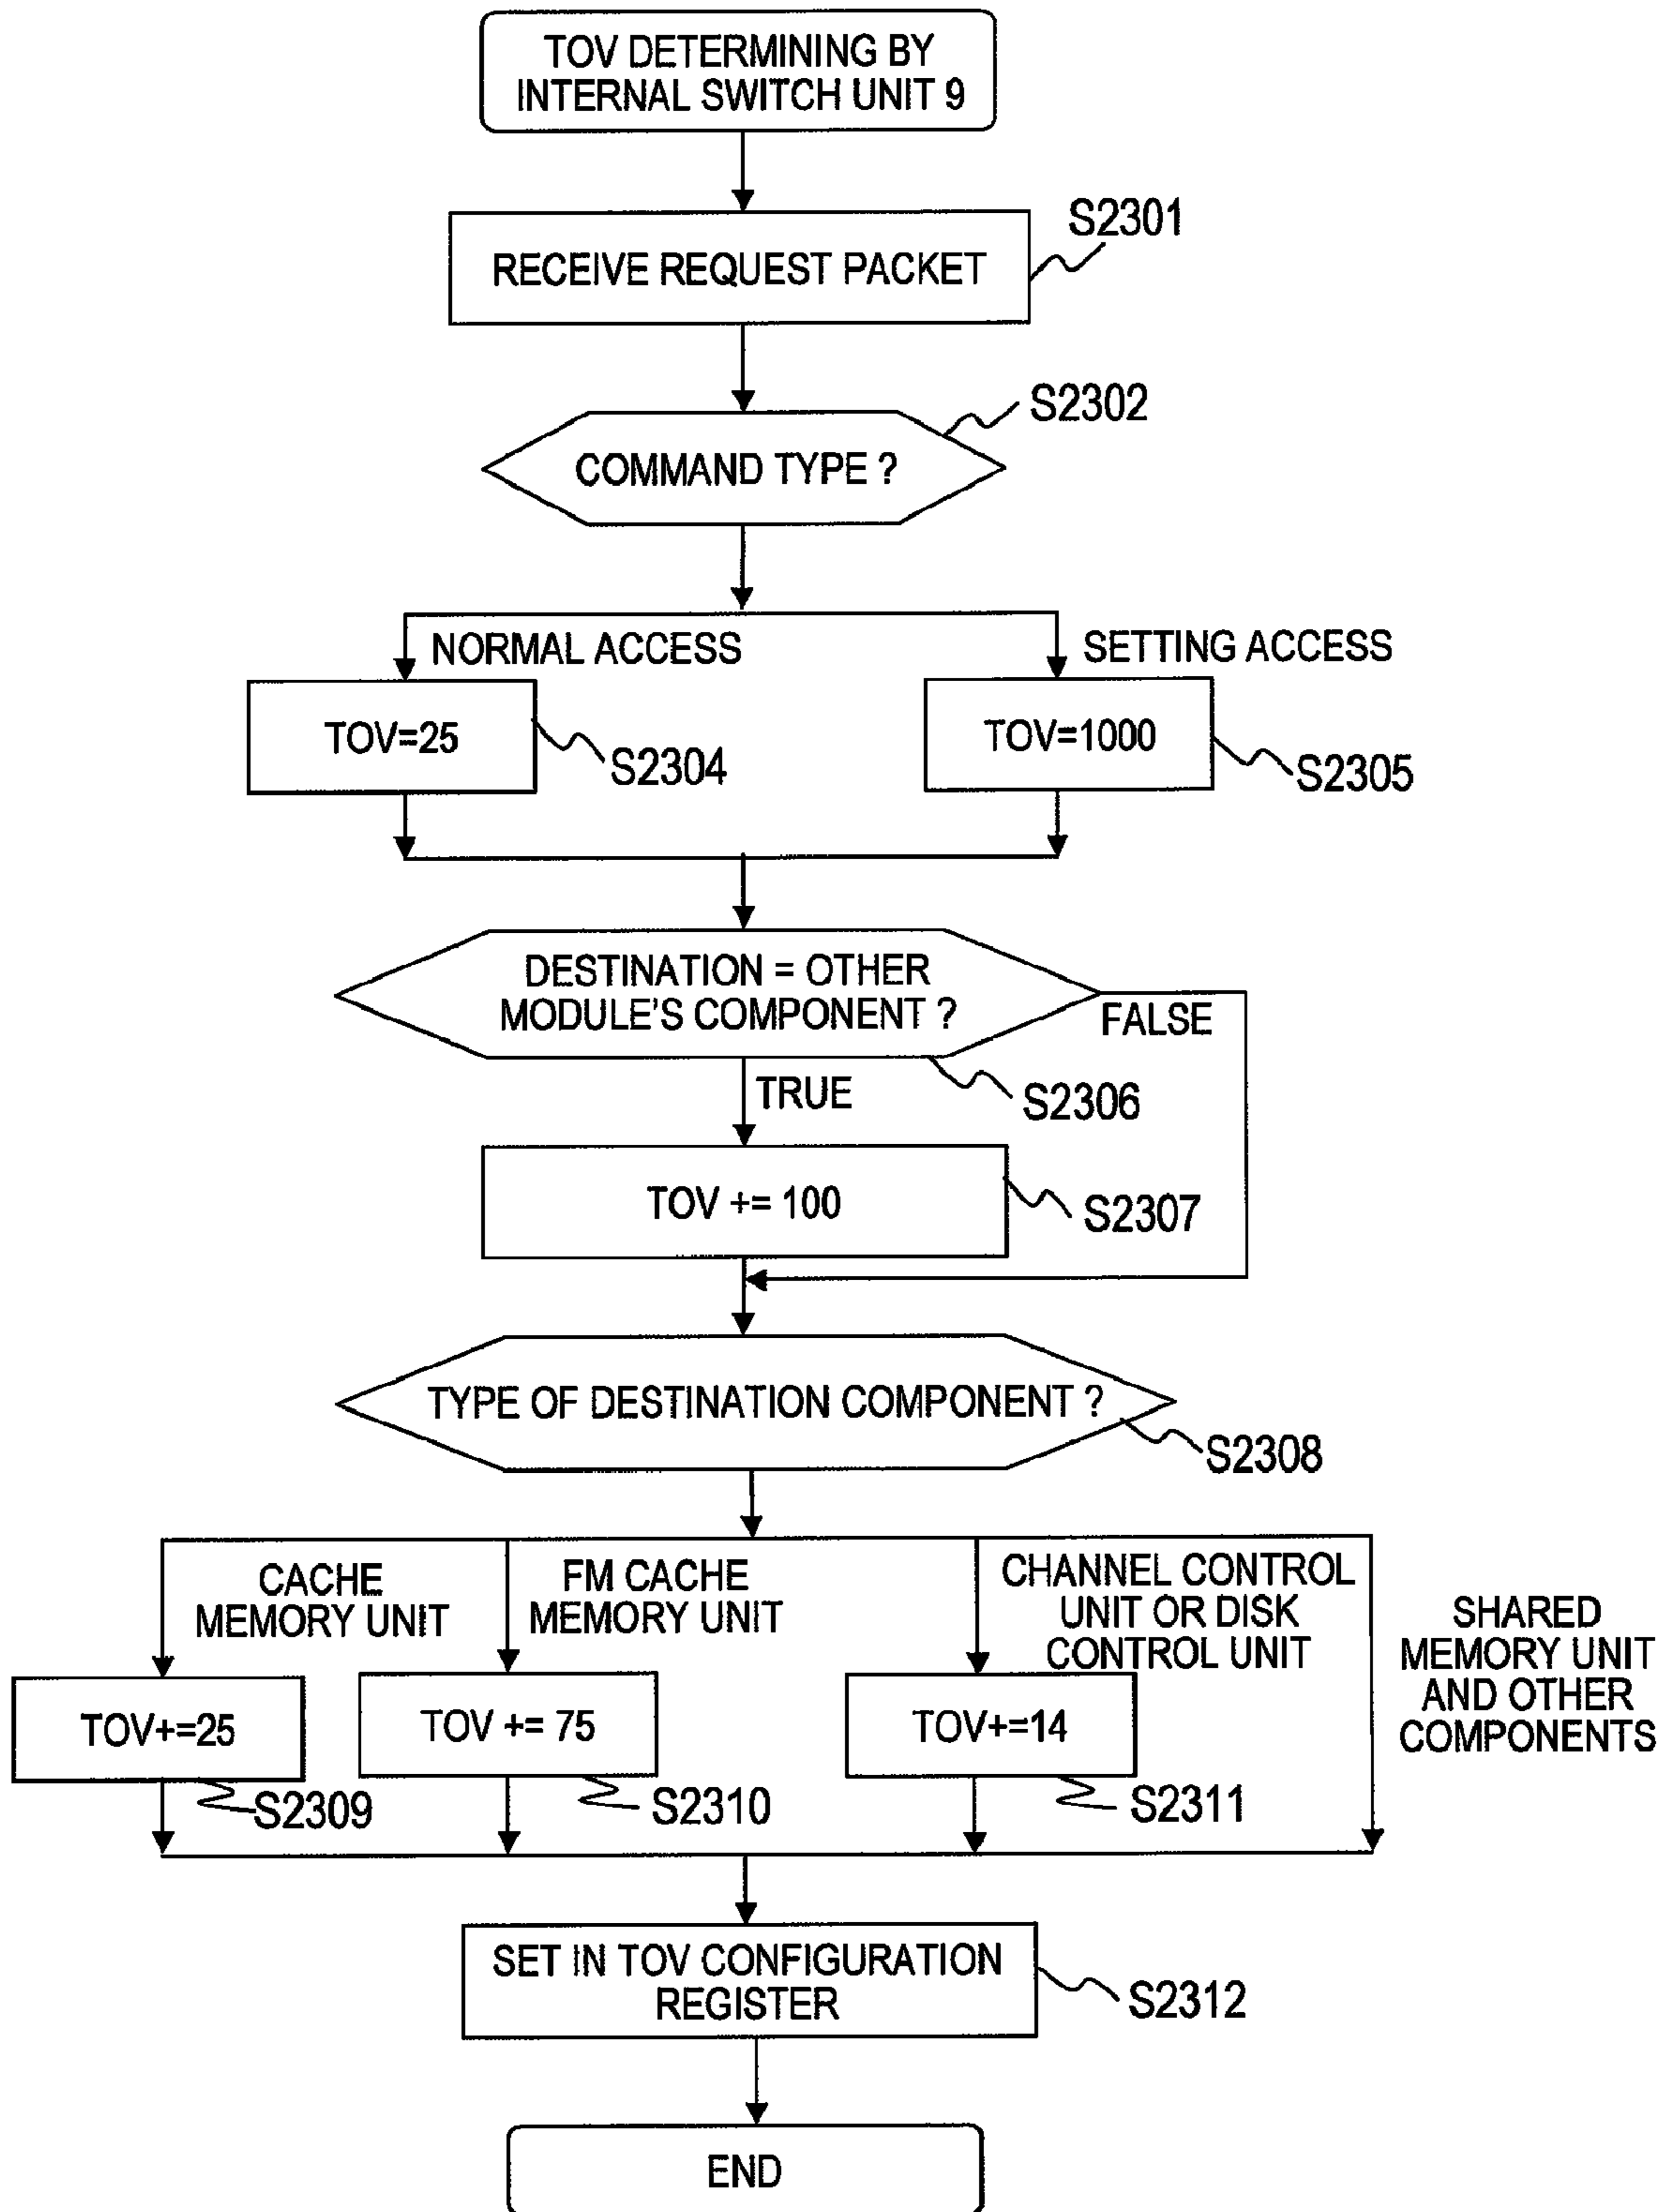 TOV DETERMINING BY
INTERNAL SWITCH UNIT 9
S2301
RECEIVE REQUEST PACKET
S2302
COMMAND TYPE ?
NORMAL ACCESS
SETTING ACCESS
TOV=25
S2304
TOV=1000
S2305
DESTINATION = OTHER
MODULE'S COMPONENT ?
FALSE
TRUE
S2306
TOV += 100
S2307
TYPE OF DESTINATION COMPONENT ?
S2308
CACHE
MEMORY UNIT
FM CACHE
MEMORY UNIT
CHANNEL CONTROL
UNIT OR DISK
CONTROL UNIT
SHARED
MEMORY UNIT
AND OTHER
COMPONENTS
TOV+=25
S2309
TOV += 75
S2310
TOV+=14
S2311
SET IN TOV CONFIGURATION
REGISTER
S2312
END